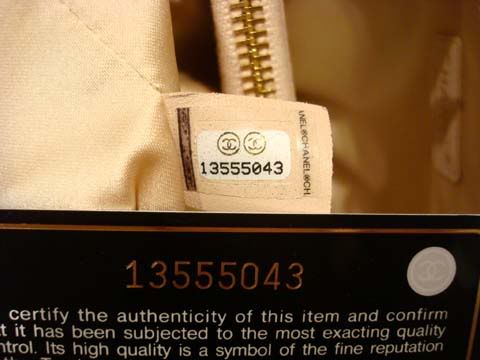 ANEL®CHANEL®CH
13555043
13555043
certify the authenticity of this item and confirm
it has been subjected to the most exacting quality
ntrol. Its high quality is a symbol of the fine reputation